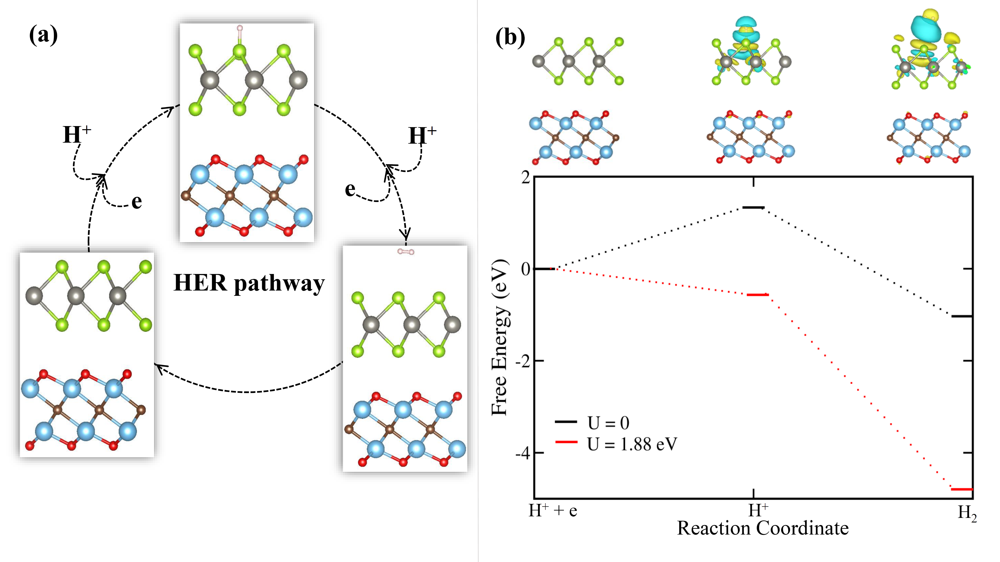 (a)
H⁺
e
H⁺
e
HER pathway
(b)
2
0
-2
-4
Free Energy (eV)
U = 0
U = 1.88 eV
H⁺ + e
H⁺
H₂
Reaction Coordinate